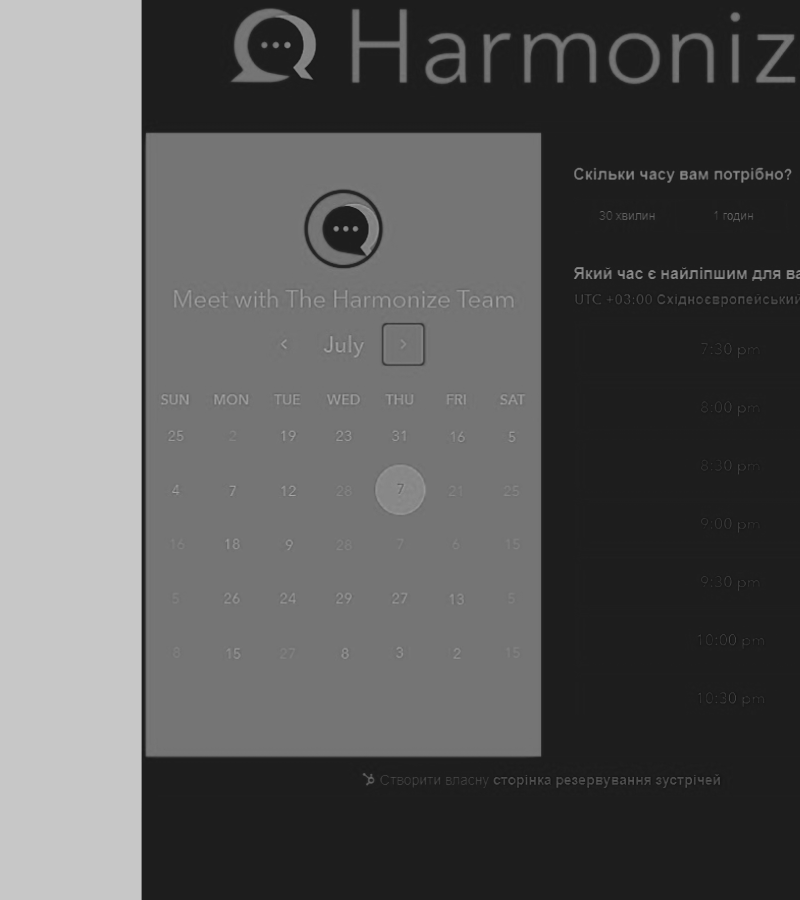 Harmoniz
Meet with The Harmonize Team
July
SUN MON TUE WED THU FRI SAT
25 2 19 23 31 16 5
4 7 12 28 7 21 25
16 18 9 28 7 6 15
5 26 24 29 27 13 5
8 15 27 8 3 2 15
Скільки часу вам потрібно?
30 хвилин 1 годин
Який час є найліпшим для ва
UTC +03:00 Східноєвропейський
7:30 pm
8:00 pm
8:30 pm
9:00 pm
9:30 pm
10:00 pm
10:30 pm
Створити власну сторінка резервування зустрічей